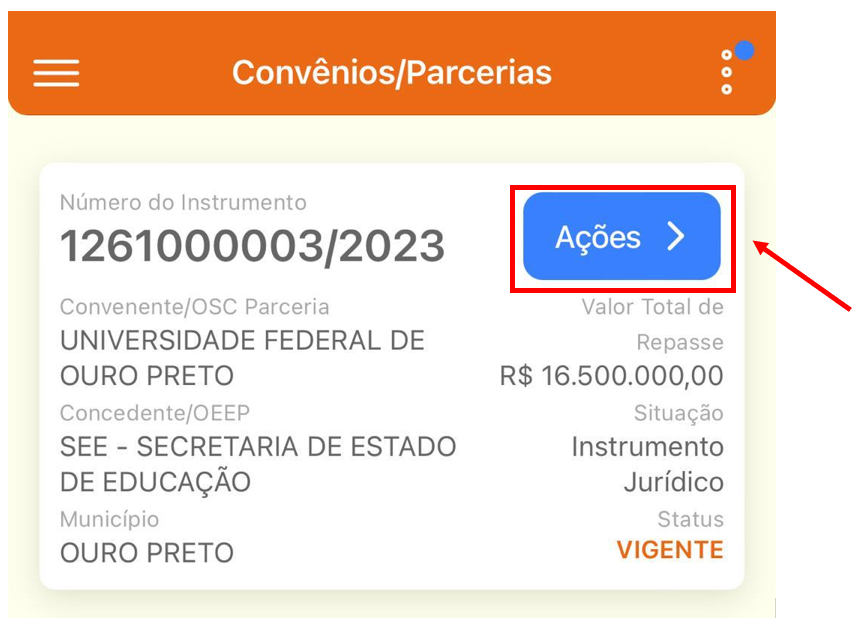 Convênios/Parcerias
Número do Instrumento
1261000003/2023
Ações
Convenente/OSC Parceria
UNIVERSIDADE FEDERAL DE
OURO PRETO
Valor Total de
Repasse
R$ 16.500.000,00
Concedente/OEEP
SEE - SECRETARIA DE ESTADO
DE EDUCAÇÃO
Situação
Instrumento
Jurídico
Município
OURO PRETO
Status
VIGENTE